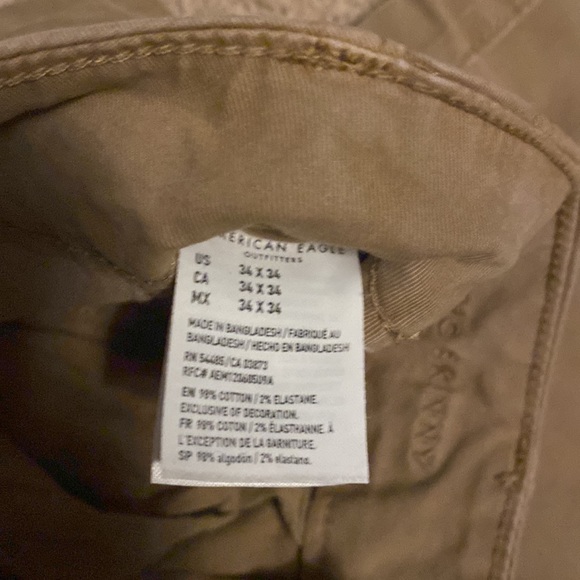 AMERICAN EAGLE
OUTFITTERS
US 34 X 34
CA 34 X 34
MX 34 X 34
MADE IN BANGLADESH/FABRIQUÉ AU
BANGLADESH/HECHO EN BANGLADESH
RN 54485/CA 03873
EN 98% COTTON / 2% ELASTANE.
EXCLUSIVE OF DECORATION.
FR 98% COTON / 2% ÉLASTHANNE. À
L'EXCEPTION DE LA GARNITURE.
SP 98% algodón / 2% elastano.